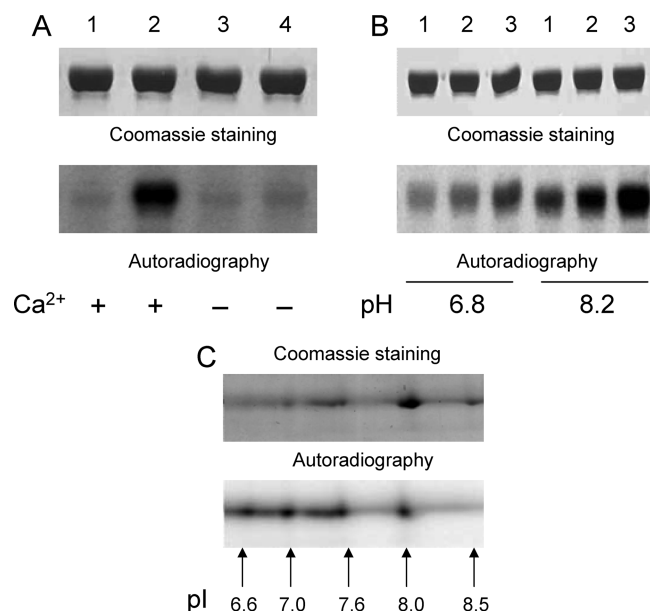 A 1 2 3 4
Coomassie staining
Autoradiography
Ca²⁺ + + – –
B 1 2 3 1 2 3
Coomassie staining
Autoradiography
pH 6.8 8.2
C Coomassie staining
Autoradiography
pI 6.6 7.0 7.6 8.0 8.5